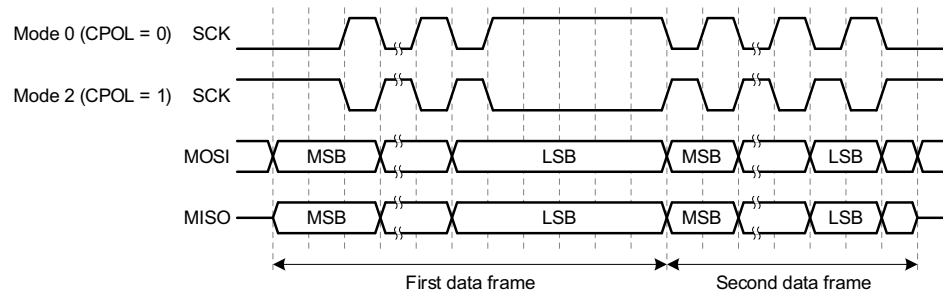 Mode 0 (CPOL = 0) SCK
Mode 2 (CPOL = 1) SCK
MOSI MSB LSB MSB LSB
MISO MSB LSB MSB LSB
First data frame Second data frame